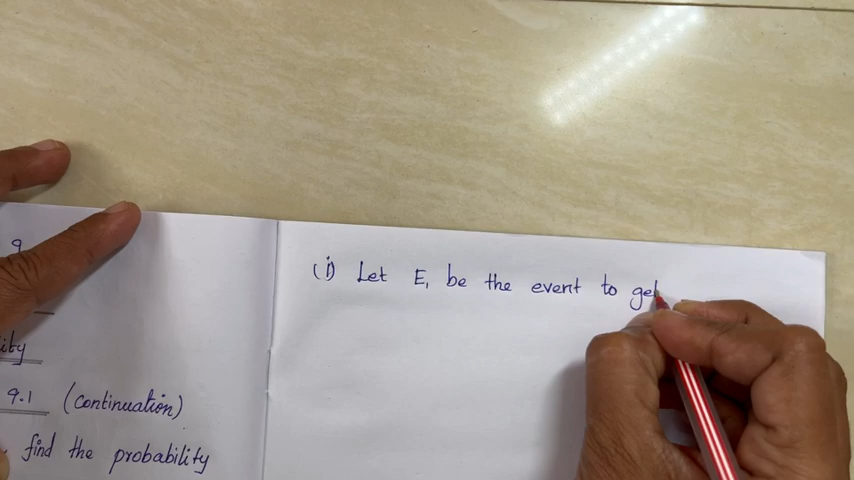 9
ity
9.1 (continuation)
find the probability
(i) Let E₁ be the event to get